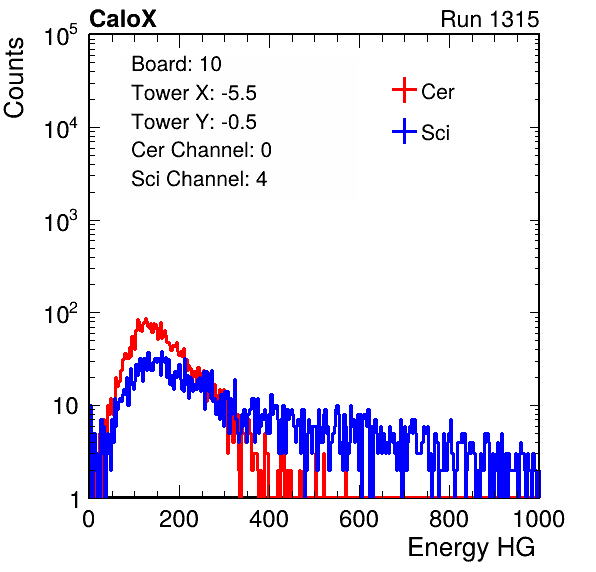 CaloX Run 1315
Counts
Board: 10
Tower X: -5.5
Tower Y: -0.5
Cer Channel: 0
Sci Channel: 4
Cer
Sci
10^5
10^4
10^3
10^2
10
1
0 200 400 600 800 1000
Energy HG